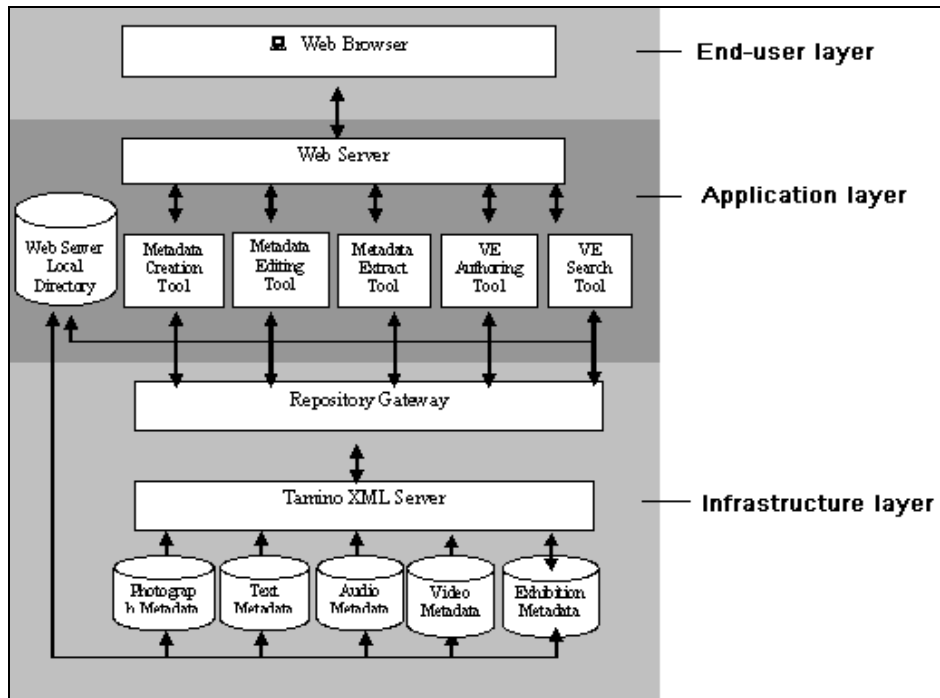 Web Browser
End-user layer
Web Server
Application layer
Web Server
Local
Directory
Metadata
Creation
Tool
Metadata
Editing
Tool
Metadata
Extract
Tool
VE
Authoring
Tool
VE
Search
Tool
Repository Gateway
Tamino XML Server
Infrastructure layer
Photograp
h Metadata
Text
Metadata
Audio
Metadata
Video
Metadata
Exhibition
Metadata